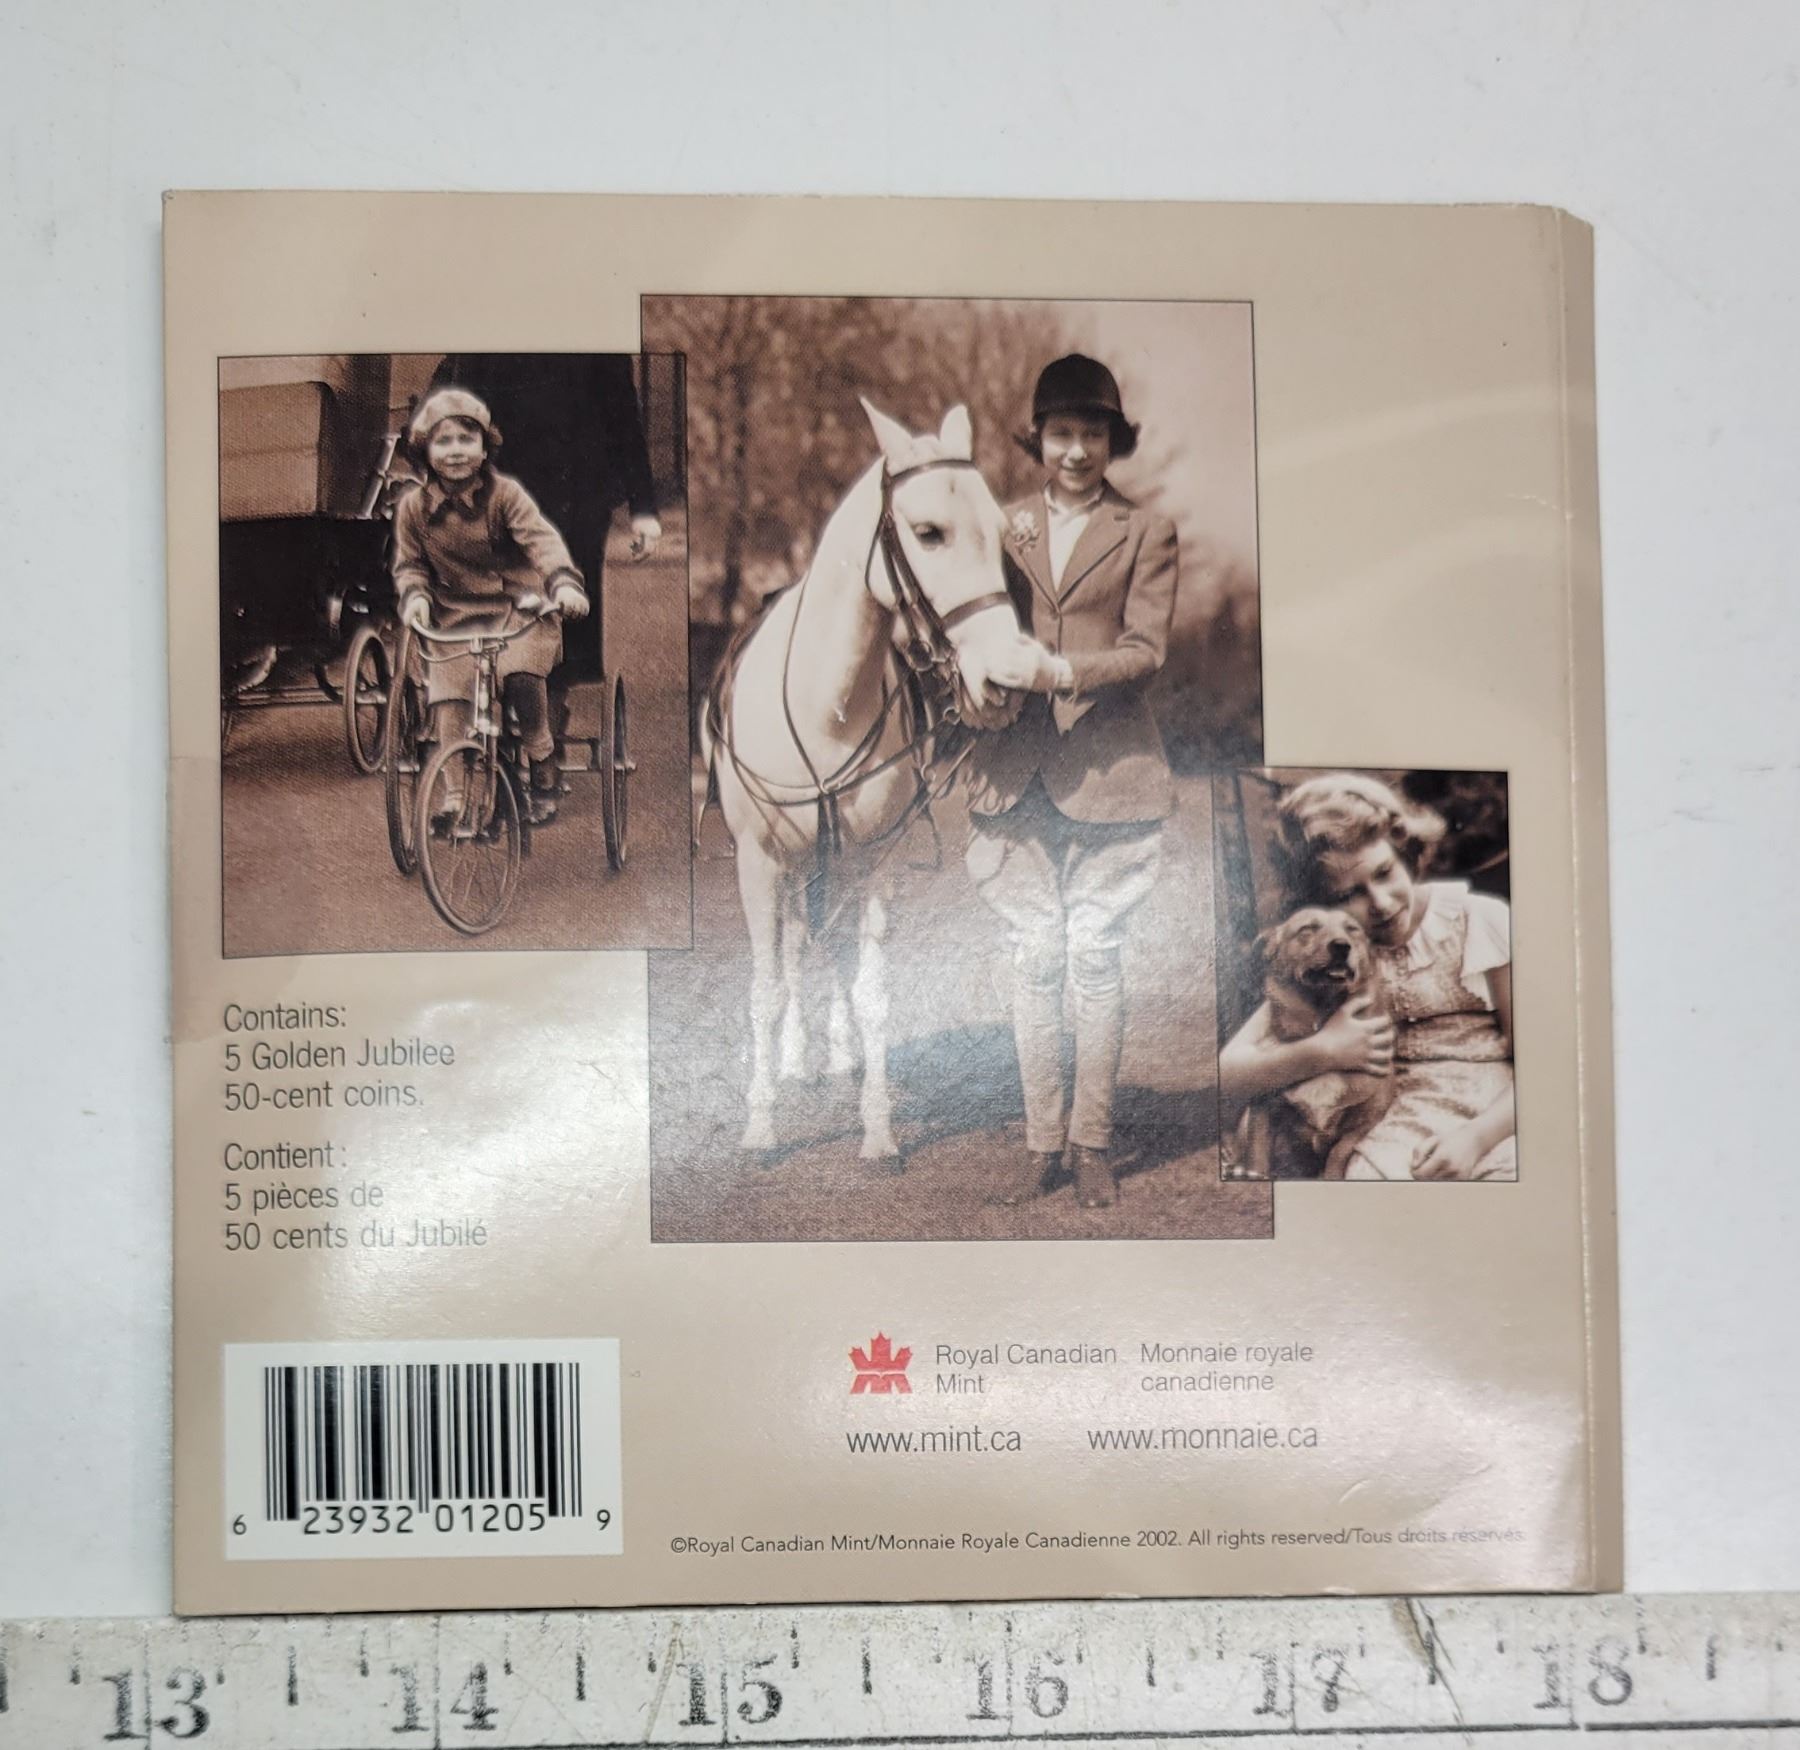 Contains:
5 Golden Jubilee
50-cent coins.
Contient :
5 pièces de
50 cents du Jubilé
Royal Canadian
Mint
Monnaie royale
canadienne
www.mint.ca
www.monnaie.ca
6 23932 01205 9
©Royal Canadian Mint/Monnaie Royale Canadienne 2002. All rights reserved/Tous droits réservés.
13 14 15 16 17 18